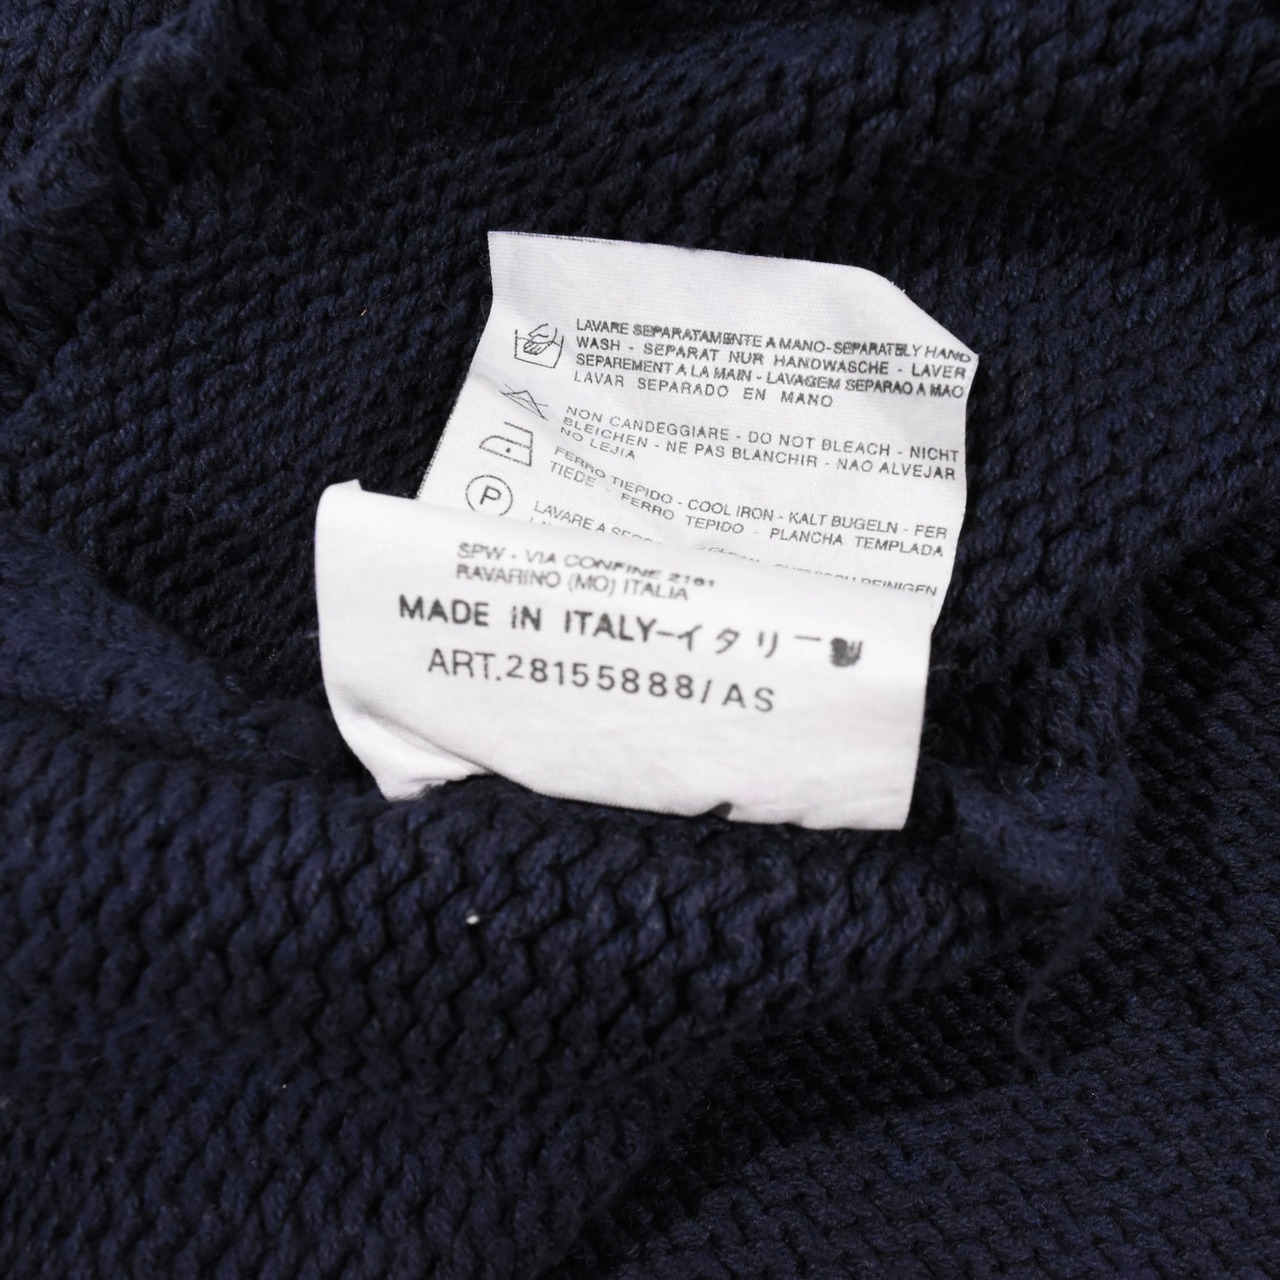 LAVARE SEPARATAMENTE A MANO-SEPARATELY HAND
WASH - SEPARAT NUR HANDWASCHE - LAVER
SEPAREMENT A LA MAIN - LAVAGEM SEPARAO A MAO
LAVAR SEPARADO EN MANO
NON CANDEGGIARE - DO NOT BLEACH - NICHT
BLEICHEN - NE PAS BLANCHIR - NAO ALVEJAR
NO LEJIA
FERRO TIEPIDO - COOL IRON - KALT BUGELN - FER
TIEDE - FERRO TEPIDO - PLANCHA TEMPLADA
P
LAVARE A
REINIGEN
SPW - VIA CONFINE 2161
RAVARINO (MO) ITALIA
MADE IN ITALY-イタリー製
ART.28155888/AS